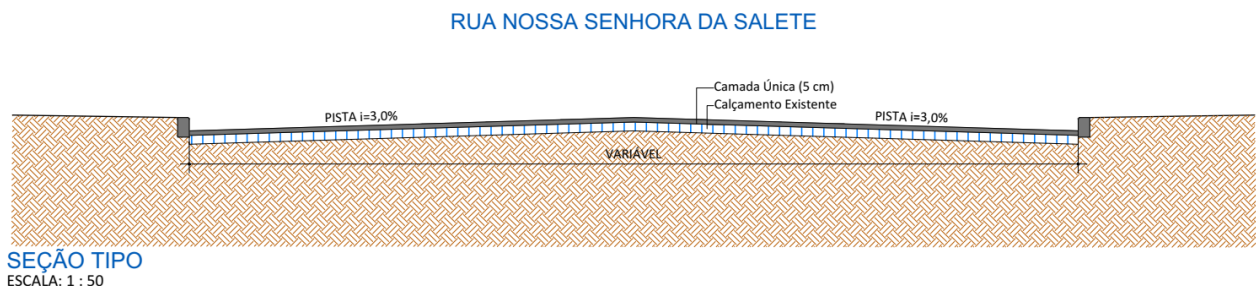 RUA NOSSA SENHORA DA SALETE
Camada Única (5 cm)
Calçamento Existente
PISTA i=3,0%
PISTA i=3,0%
VARIÁVEL
SEÇÃO TIPO
ESCALA: 1 : 50